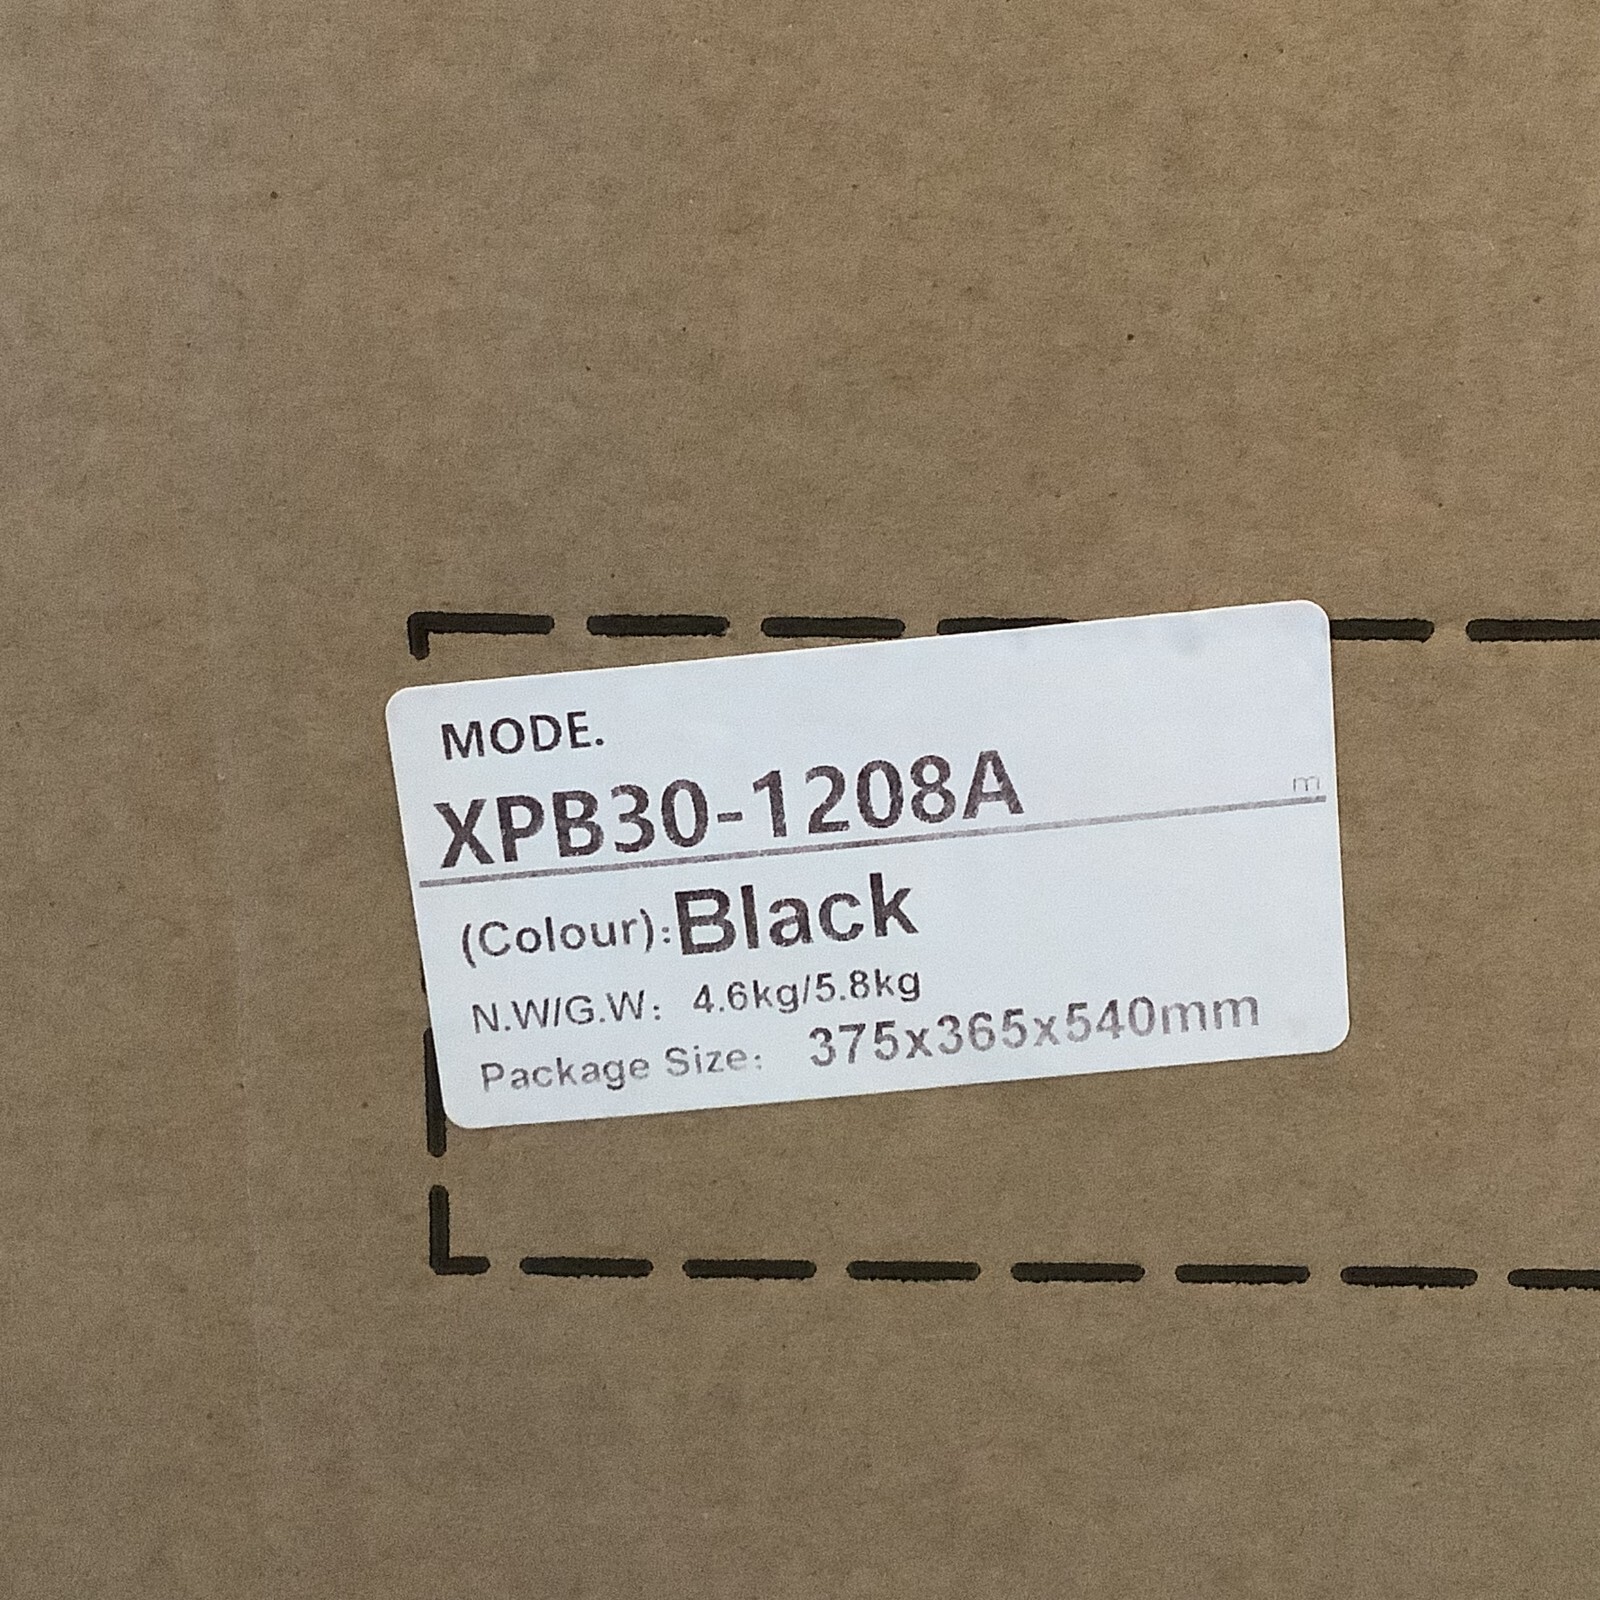 MODE.
XPB30-1208A
m
(Colour):Black
N.W/G.W: 4.6kg/5.8kg
Package Size: 375x365x540mm